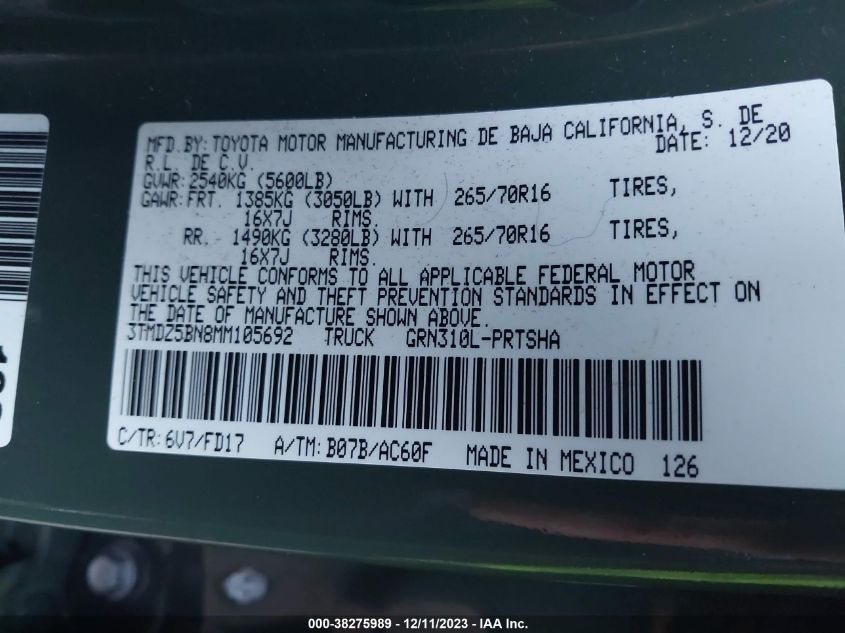 MFD. BY: TOYOTA MOTOR MANUFACTURING DE BAJA CALIFORNIA, S. DE
R.L. DE C.V. DATE: 12/20
GVWR: 2540KG (5600LB)
GAWR: FRT. 1385KG (3050LB) WITH 265/70R16 TIRES,
16X7J RIMS.
RR. 1490KG (3280LB) WITH 265/70R16 TIRES,
16X7J RIMS.
THIS VEHICLE CONFORMS TO ALL APPLICABLE FEDERAL MOTOR
VEHICLE SAFETY AND THEFT PREVENTION STANDARDS IN EFFECT ON
THE DATE OF MANUFACTURE SHOWN ABOVE.
3TMDZ5BN8MM105692 TRUCK GRN310L-PRTSHA
C/TR: 6V7/FD17 A/TM: B07B/AC60F MADE IN MEXICO 126
000-38275989 - 12/11/2023 - IAA Inc.